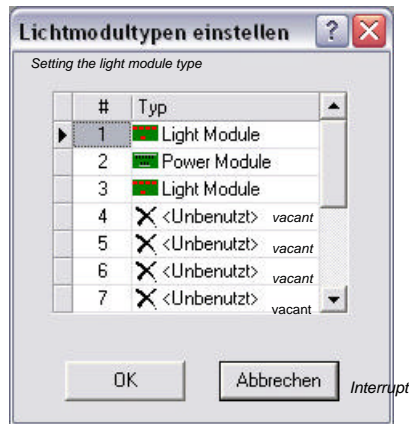 Lichtmodultypen einstellen
Setting the light module type
# Typ
1 Light Module
2 Power Module
3 Light Module
4 <Unbenutzt> vacant
5 <Unbenutzt> vacant
6 <Unbenutzt> vacant
7 <Unbenutzt> vacant
OK Abbrechen Interrupt